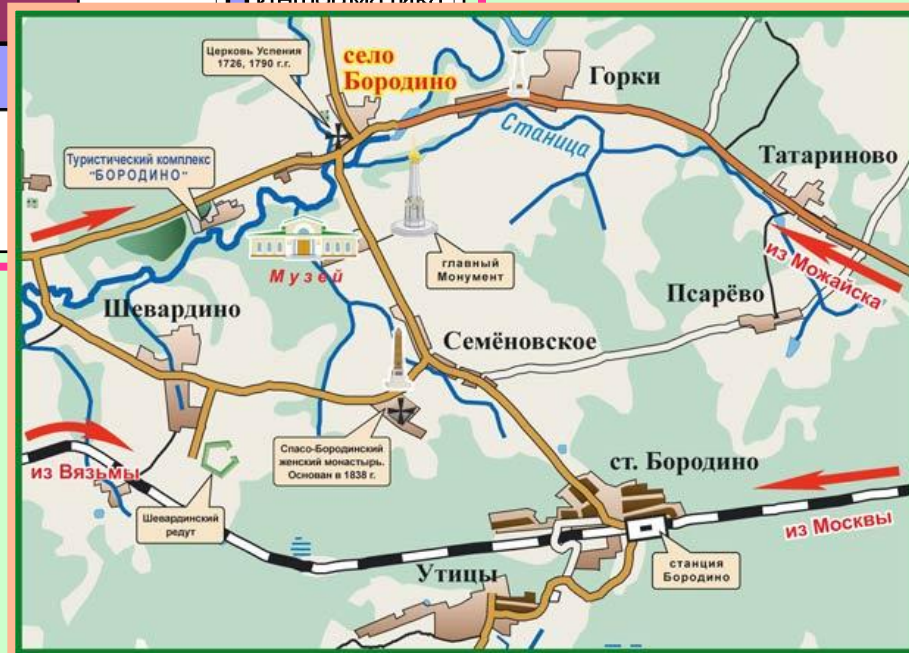 Церковь Успения
1726, 1790 г.г.
село
Бородино
Горки
Станица
Татариново
Туристический комплекс
"БОРОДИНО"
главный
Монумент
Музей
из Можайска
Псарёво
Шевардино
Семёновское
Спасо-Бородинский
женский монастырь.
Основан в 1838 г.
ст. Бородино
из Вязьмы
Шевардинский
редут
из Москвы
станция
Бородино
Утицы